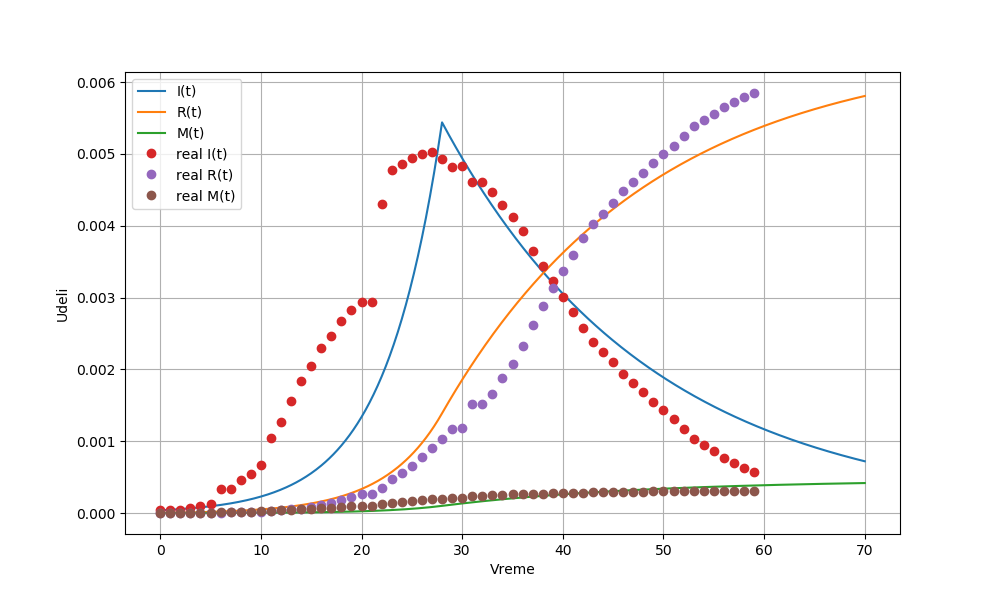 I(t)
R(t)
M(t)
real I(t)
real R(t)
real M(t)
0.006
0.005
0.004
0.003
0.002
0.001
0.000
Udeli
0 10 20 30 40 50 60 70
Vreme